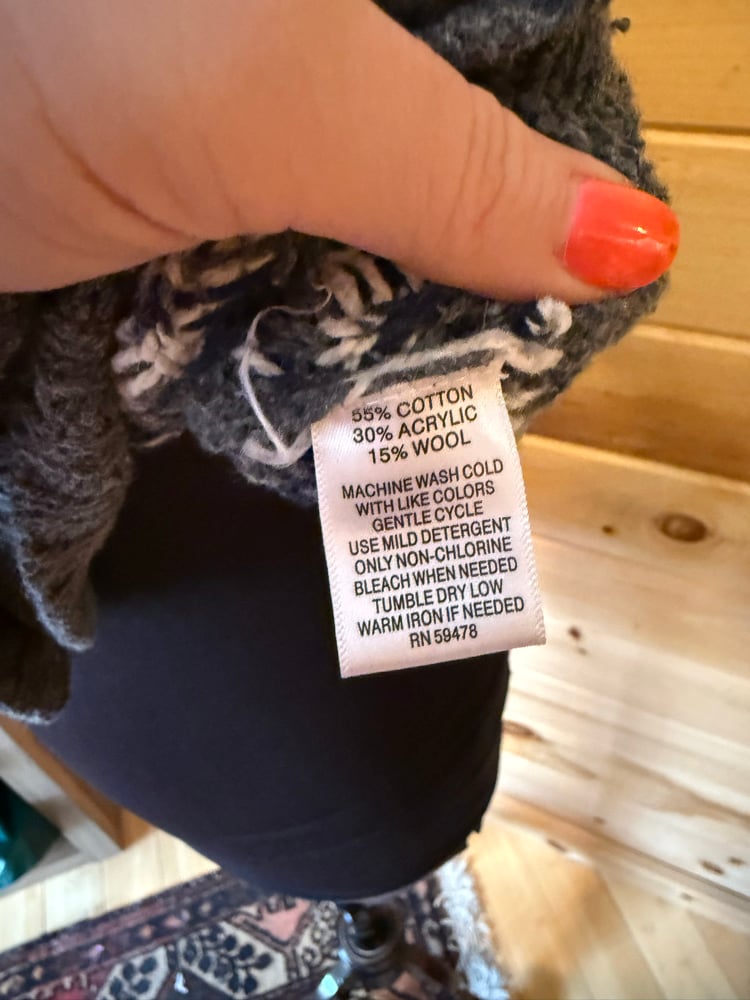 55% COTTON
30% ACRYLIC
15% WOOL
MACHINE WASH COLD
WITH LIKE COLORS
GENTLE CYCLE
USE MILD DETERGENT
ONLY NON-CHLORINE
BLEACH WHEN NEEDED
TUMBLE DRY LOW
WARM IRON IF NEEDED
RN 59478